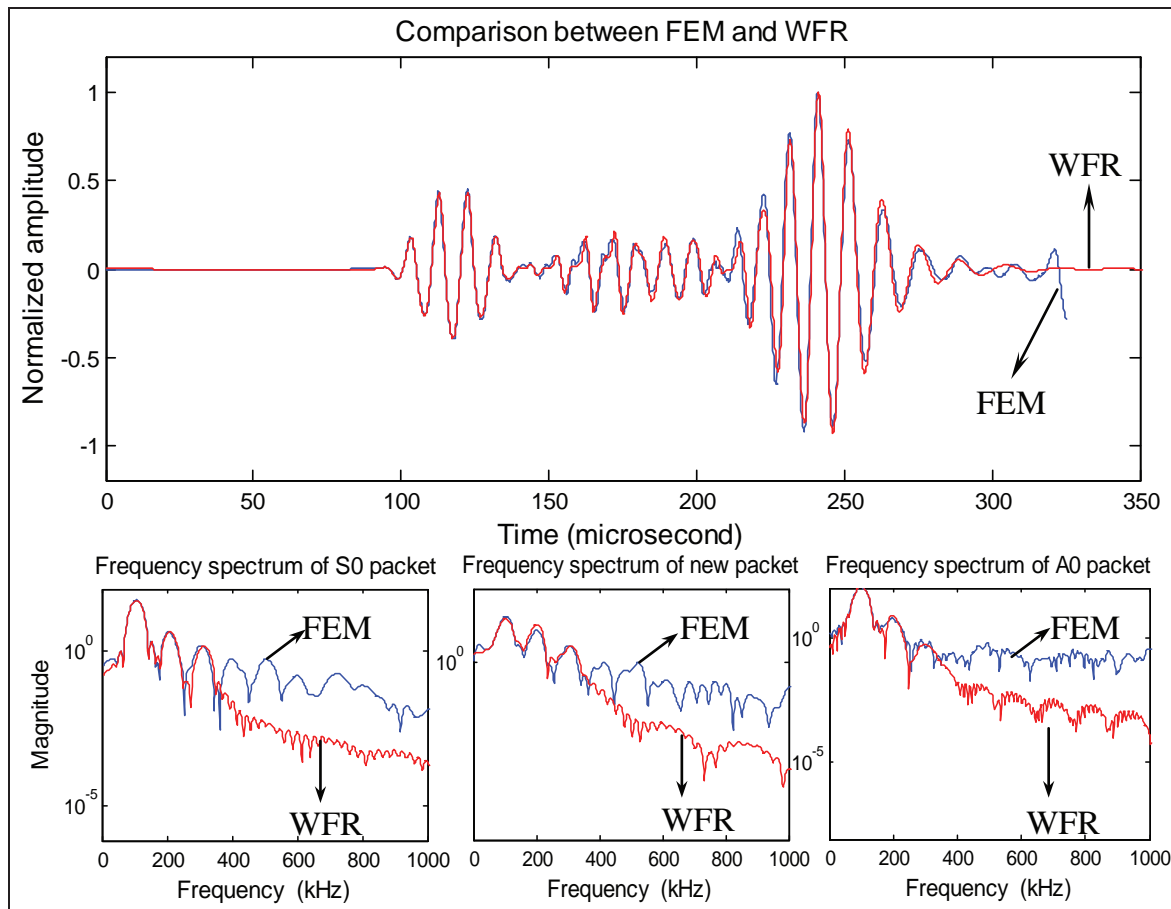 Comparison between FEM and WFR
Normalized amplitude
1
0.5
0
-0.5
-1
WFR
FEM
0 50 100 150 200 250 300 350
Time (microsecond)
Frequency spectrum of S0 packet
Magnitude
10^0
10^-5
FEM
WFR
0 200 400 600 800 1000
Frequency (kHz)
Frequency spectrum of new packet
10^0
FEM
WFR
0 200 400 600 800 1000
Frequency (kHz)
Frequency spectrum of A0 packet
10^0
10^-5
FEM
WFR
0 200 400 600 800 1000
Frequency (kHz)